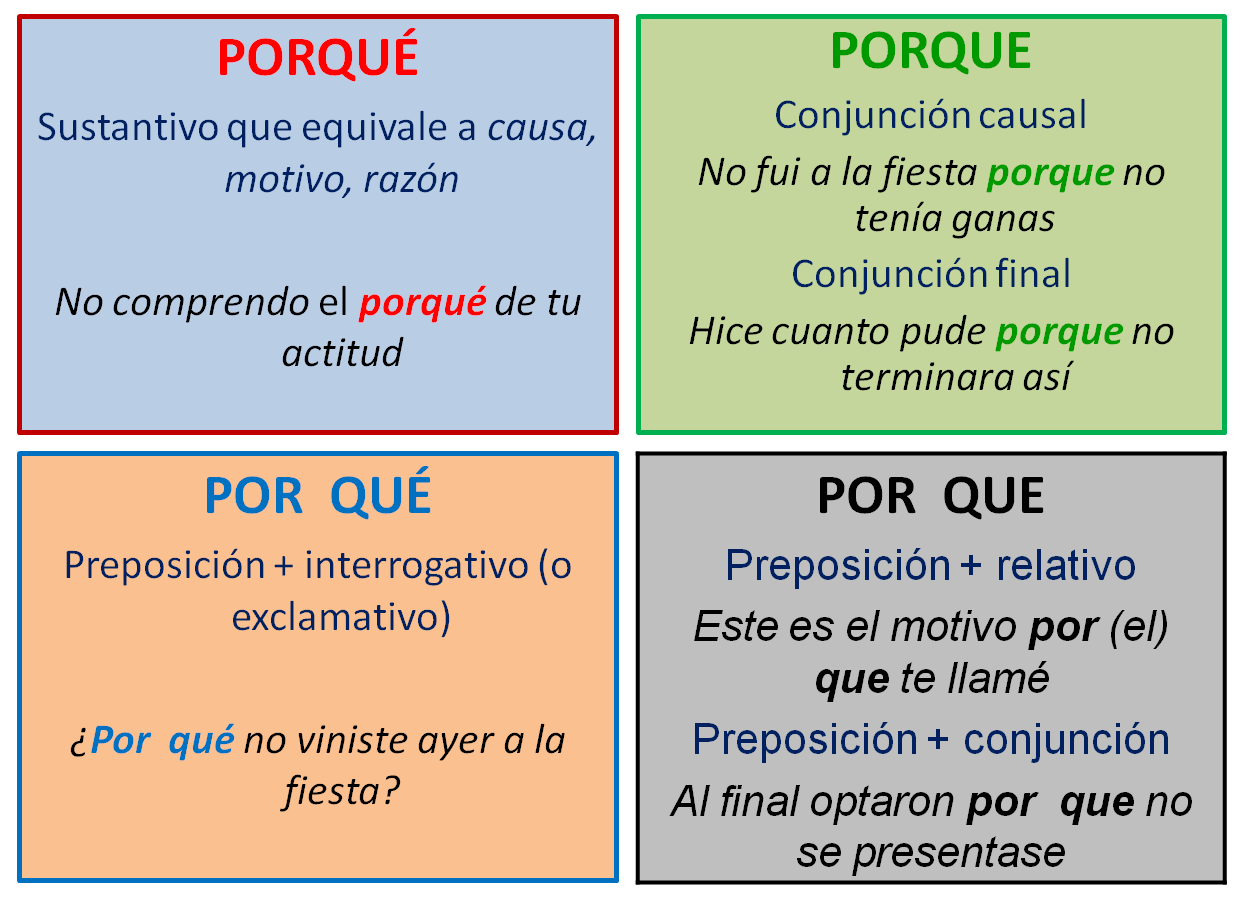 PORQUÉ
Sustantivo que equivale a causa,
motivo, razón
No comprendo el porqué de tu
actitud
PORQUE
Conjunción causal
No fui a la fiesta porque no
tenía ganas
Conjunción final
Hice cuanto pude porque no
terminara así
POR QUÉ
Preposición + interrogativo (o
exclamativo)
¿Por qué no viniste ayer a la
fiesta?
POR QUE
Preposición + relativo
Este es el motivo por (el)
que te llamé
Preposición + conjunción
Al final optaron por que no
se presentase